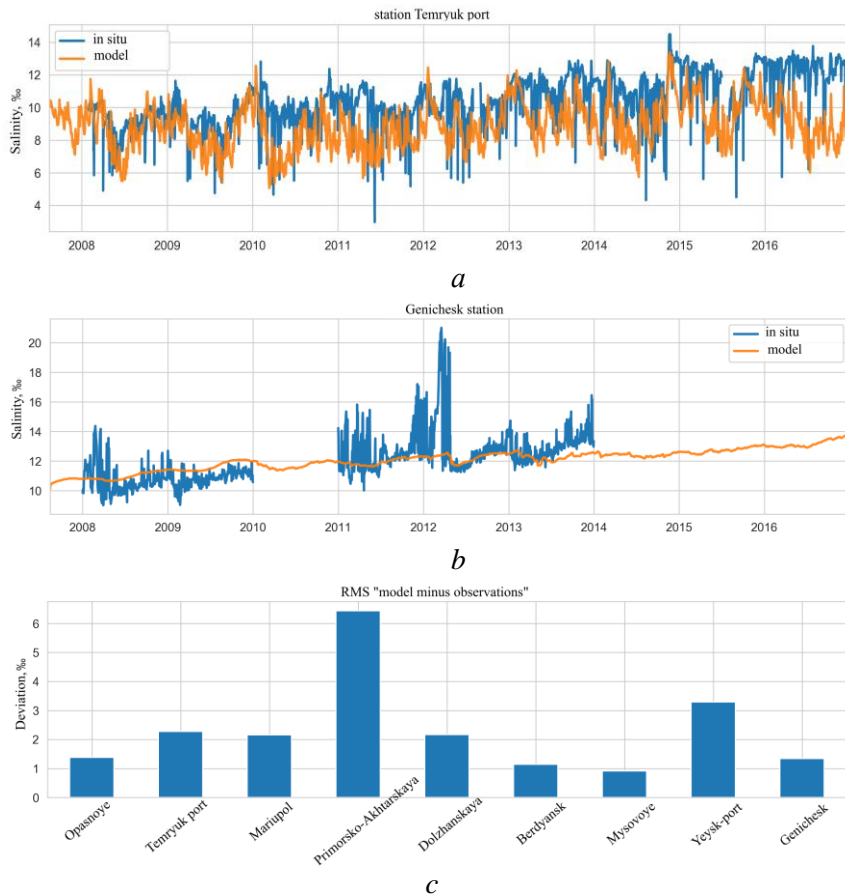 station Temryuk port
in situ
model
Salinity, ‰
14
12
10
8
6
4
2008 2009 2010 2011 2012 2013 2014 2015 2016
a
Genichesk station
in situ
model
Salinity, ‰
20
18
16
14
12
10
2008 2009 2010 2011 2012 2013 2014 2015 2016
b
RMS "model minus observations"
Deviation, ‰
6
5
4
3
2
1
0
Opasnoye Temryuk port Mariupol Primorsko-Akhtarskaya Dolzhanskaya Berdyansk Mysovoye Yeysk-port Genichesk
c